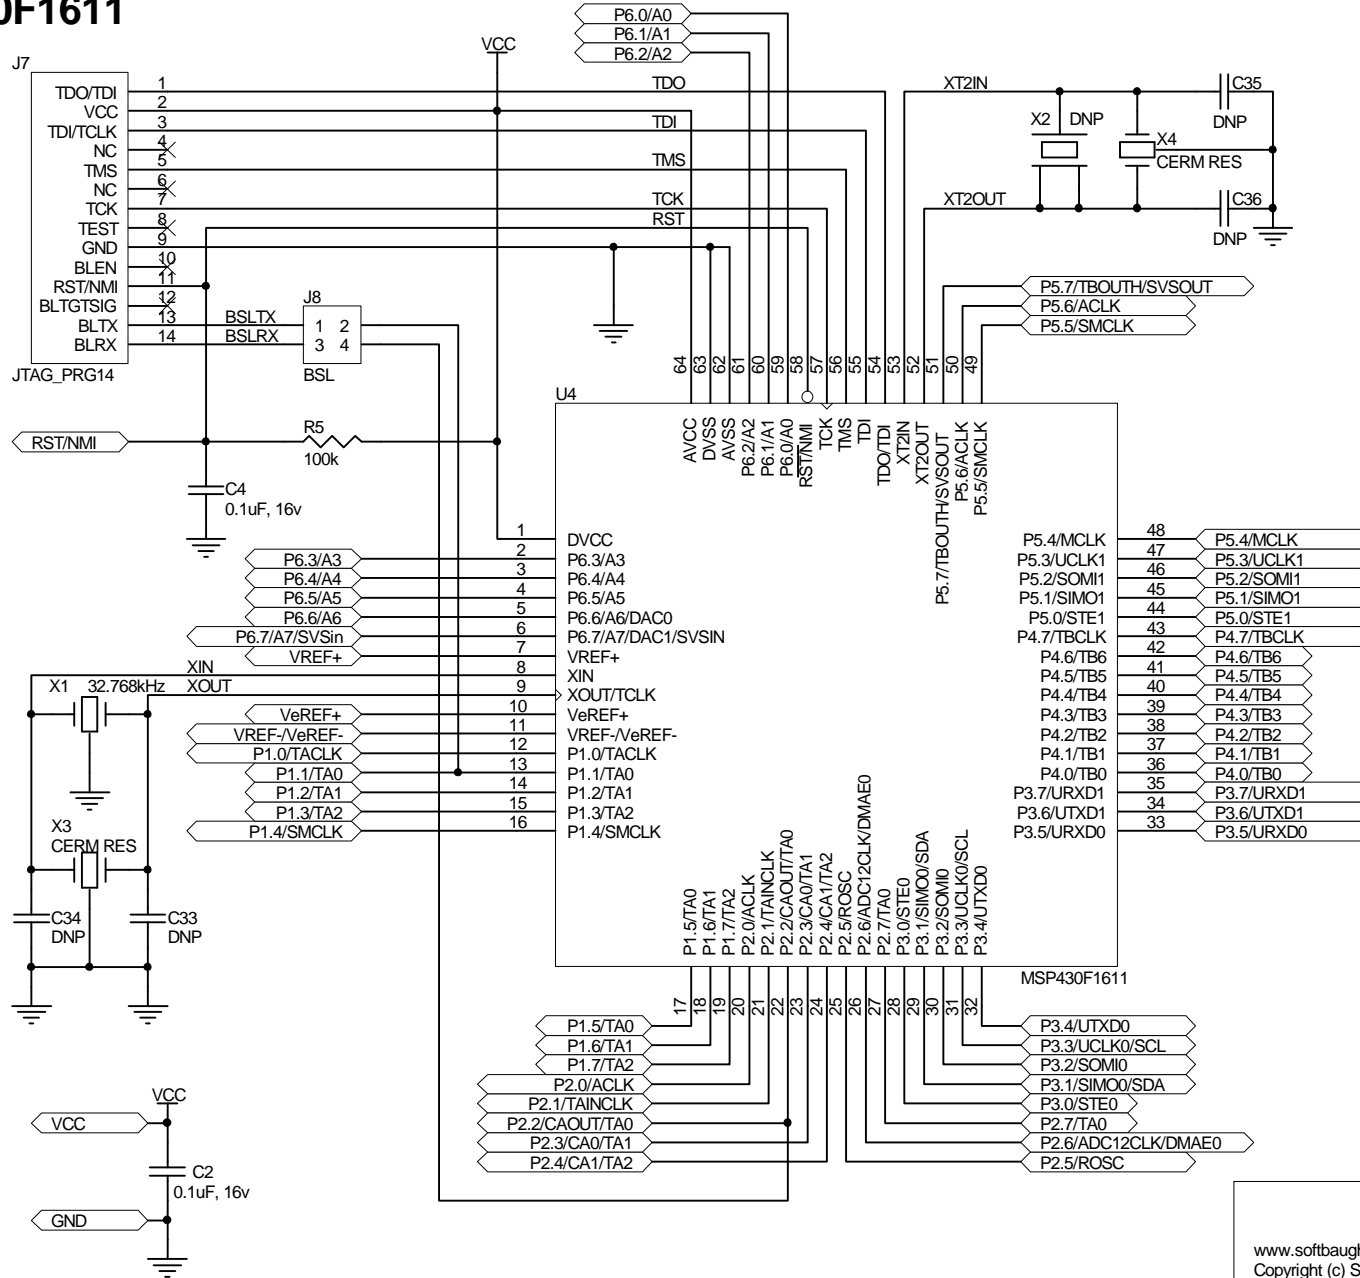 0F1611
P6.0/A0
P6.1/A1
P6.2/A2
VCC
J7
TDO/TDI 1 TDO
VCC 2
TDI/TCLK 3 TDI
NC 4
TMS 5 TMS
NC 6
TCK 7 TCK
TEST 8 RST
GND 9
BLEN 10
RST/NMI 11
BLTGTSIG 12
BLTX 13 BSLTX
BLRX 14 BSLRX
JTAG_PRG14
J8
1 2
3 4
BSL
XT2IN
C35
DNP
X2 DNP
X4
CERM RES
XT2OUT
C36
DNP
P5.7/TBOUTH/SVSOUT
P5.6/ACLK
P5.5/SMCLK
64 63 62 61 60 59 58 57 56 55 54 53 52 51 50 49
U4
AVCC
DVSS
AVSS
P6.2/A2
P6.1/A1
P6.0/A0
RST/NMI
TCK
TMS
TDI
TDO/TDI
XT2IN
XT2OUT
P5.7/TBOUTH/SVSOUT
P5.6/ACLK
P5.5/SMCLK
RST/NMI
R5
100k
C4
0.1uF, 16v
1 DVCC
P6.3/A3 2 P6.3/A3
P6.4/A4 3 P6.4/A4
P6.5/A5 4 P6.5/A5
P6.6/A6 5 P6.6/A6/DAC0
P6.7/A7/SVSin 6 P6.7/A7/DAC1/SVSIN
VREF+ 7 VREF+
XIN 8 XIN
XOUT 9 XOUT/TCLK
VeREF+ 10 VeREF+
VREF-/VeREF- 11 VREF-/VeREF-
P1.0/TACLK 12 P1.0/TACLK
P1.1/TA0 13 P1.1/TA0
P1.2/TA1 14 P1.2/TA1
P1.3/TA2 15 P1.3/TA2
P1.4/SMCLK 16 P1.4/SMCLK
P5.4/MCLK 48 P5.4/MCLK
P5.3/UCLK1 47 P5.3/UCLK1
P5.2/SOMI1 46 P5.2/SOMI1
P5.1/SIMO1 45 P5.1/SIMO1
P5.0/STE1 44 P5.0/STE1
P4.7/TBCLK 43 P4.7/TBCLK
P4.6/TB6 42 P4.6/TB6
P4.5/TB5 41 P4.5/TB5
P4.4/TB4 40 P4.4/TB4
P4.3/TB3 39 P4.3/TB3
P4.2/TB2 38 P4.2/TB2
P4.1/TB1 37 P4.1/TB1
P4.0/TB0 36 P4.0/TB0
P3.7/URXD1 35 P3.7/URXD1
P3.6/UTXD1 34 P3.6/UTXD1
P3.5/URXD0 33 P3.5/URXD0
X1 32.768kHz
X3
CERM RES
C34
DNP
C33
DNP
P1.5/TA0
P1.6/TA1
P1.7/TA2
P2.0/ACLK
P2.1/TAINCLK
P2.2/CAOUT/TA0
P2.3/CA0/TA1
P2.4/CA1/TA2
P2.5/ROSC
P2.6/ADC12CLK/DMAE0
P2.7/TA0
P3.0/STE0
P3.1/SIMO0/SDA
P3.2/SOMI0
P3.3/UCLK0/SCL
P3.4/UTXD0
MSP430F1611
17 18 19 20 21 22 23 24 25 26 27 28 29 30 31 32
P1.5/TA0
P1.6/TA1
P1.7/TA2
P2.0/ACLK
P2.1/TAINCLK
P2.2/CAOUT/TA0
P2.3/CA0/TA1
P2.4/CA1/TA2
P3.4/UTXD0
P3.3/UCLK0/SCL
P3.2/SOMI0
P3.1/SIMO0/SDA
P3.0/STE0
P2.7/TA0
P2.6/ADC12CLK/DMAE0
P2.5/ROSC
VCC
VCC
C2
0.1uF, 16v
GND
www.softbaugh
Copyright (c) S